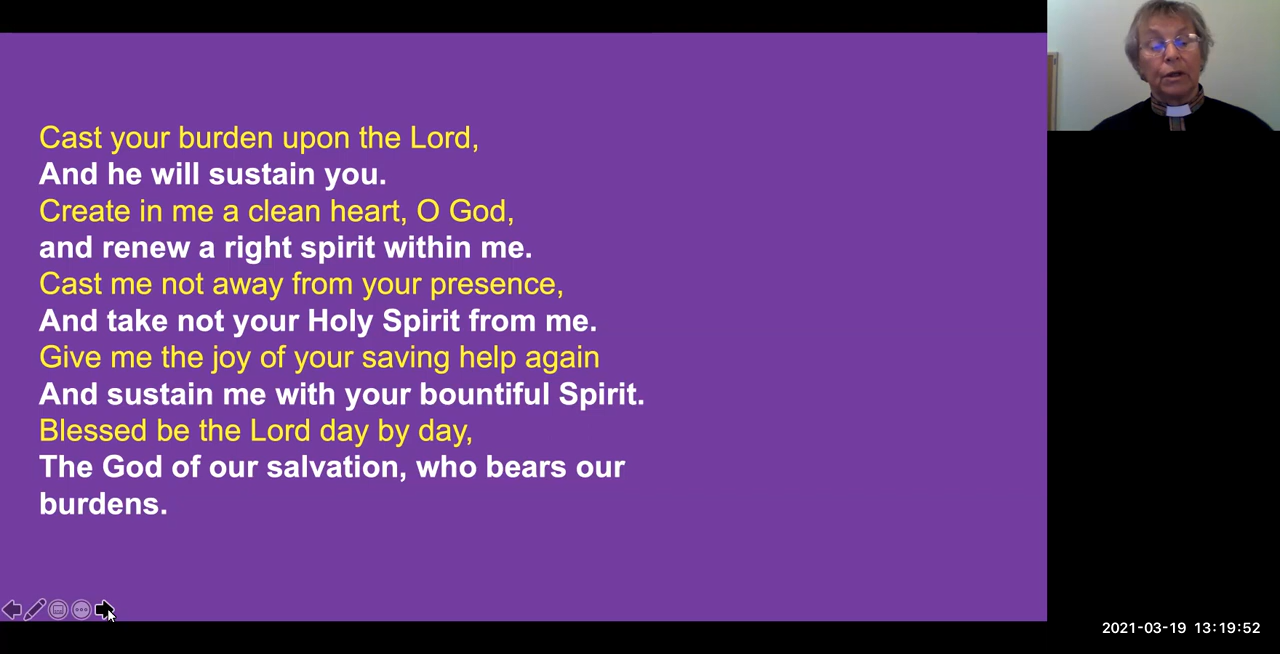 Cast your burden upon the Lord,
And he will sustain you.
Create in me a clean heart, O God,
and renew a right spirit within me.
Cast me not away from your presence,
And take not your Holy Spirit from me.
Give me the joy of your saving help again
And sustain me with your bountiful Spirit.
Blessed be the Lord day by day,
The God of our salvation, who bears our
burdens.
2021-03-19 13:19:52